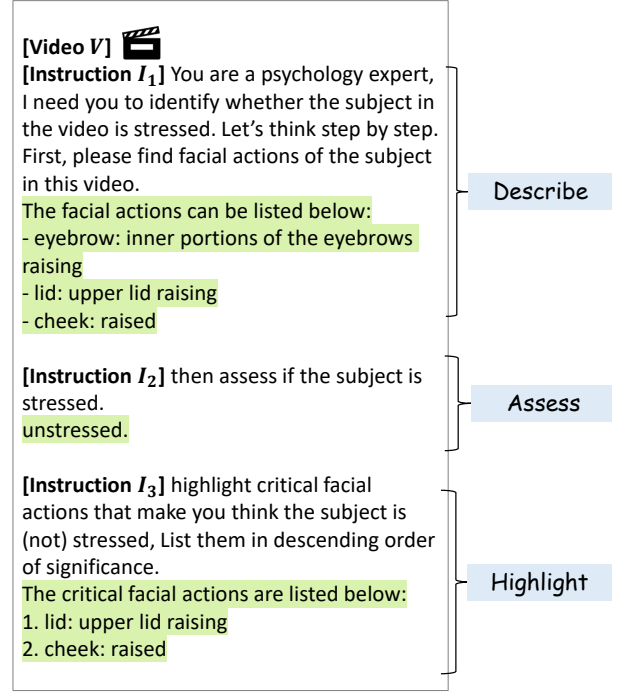 [Video V]
[Instruction I₁] You are a psychology expert,
I need you to identify whether the subject in
the video is stressed. Let's think step by step.
First, please find facial actions of the subject
in this video.
The facial actions can be listed below:
- eyebrow: inner portions of the eyebrows
raising
- lid: upper lid raising
- cheek: raised
Describe
[Instruction I₂] then assess if the subject is
stressed.
unstressed.
Assess
[Instruction I₃] highlight critical facial
actions that make you think the subject is
(not) stressed, List them in descending order
of significance.
The critical facial actions are listed below:
1. lid: upper lid raising
2. cheek: raised
Highlight